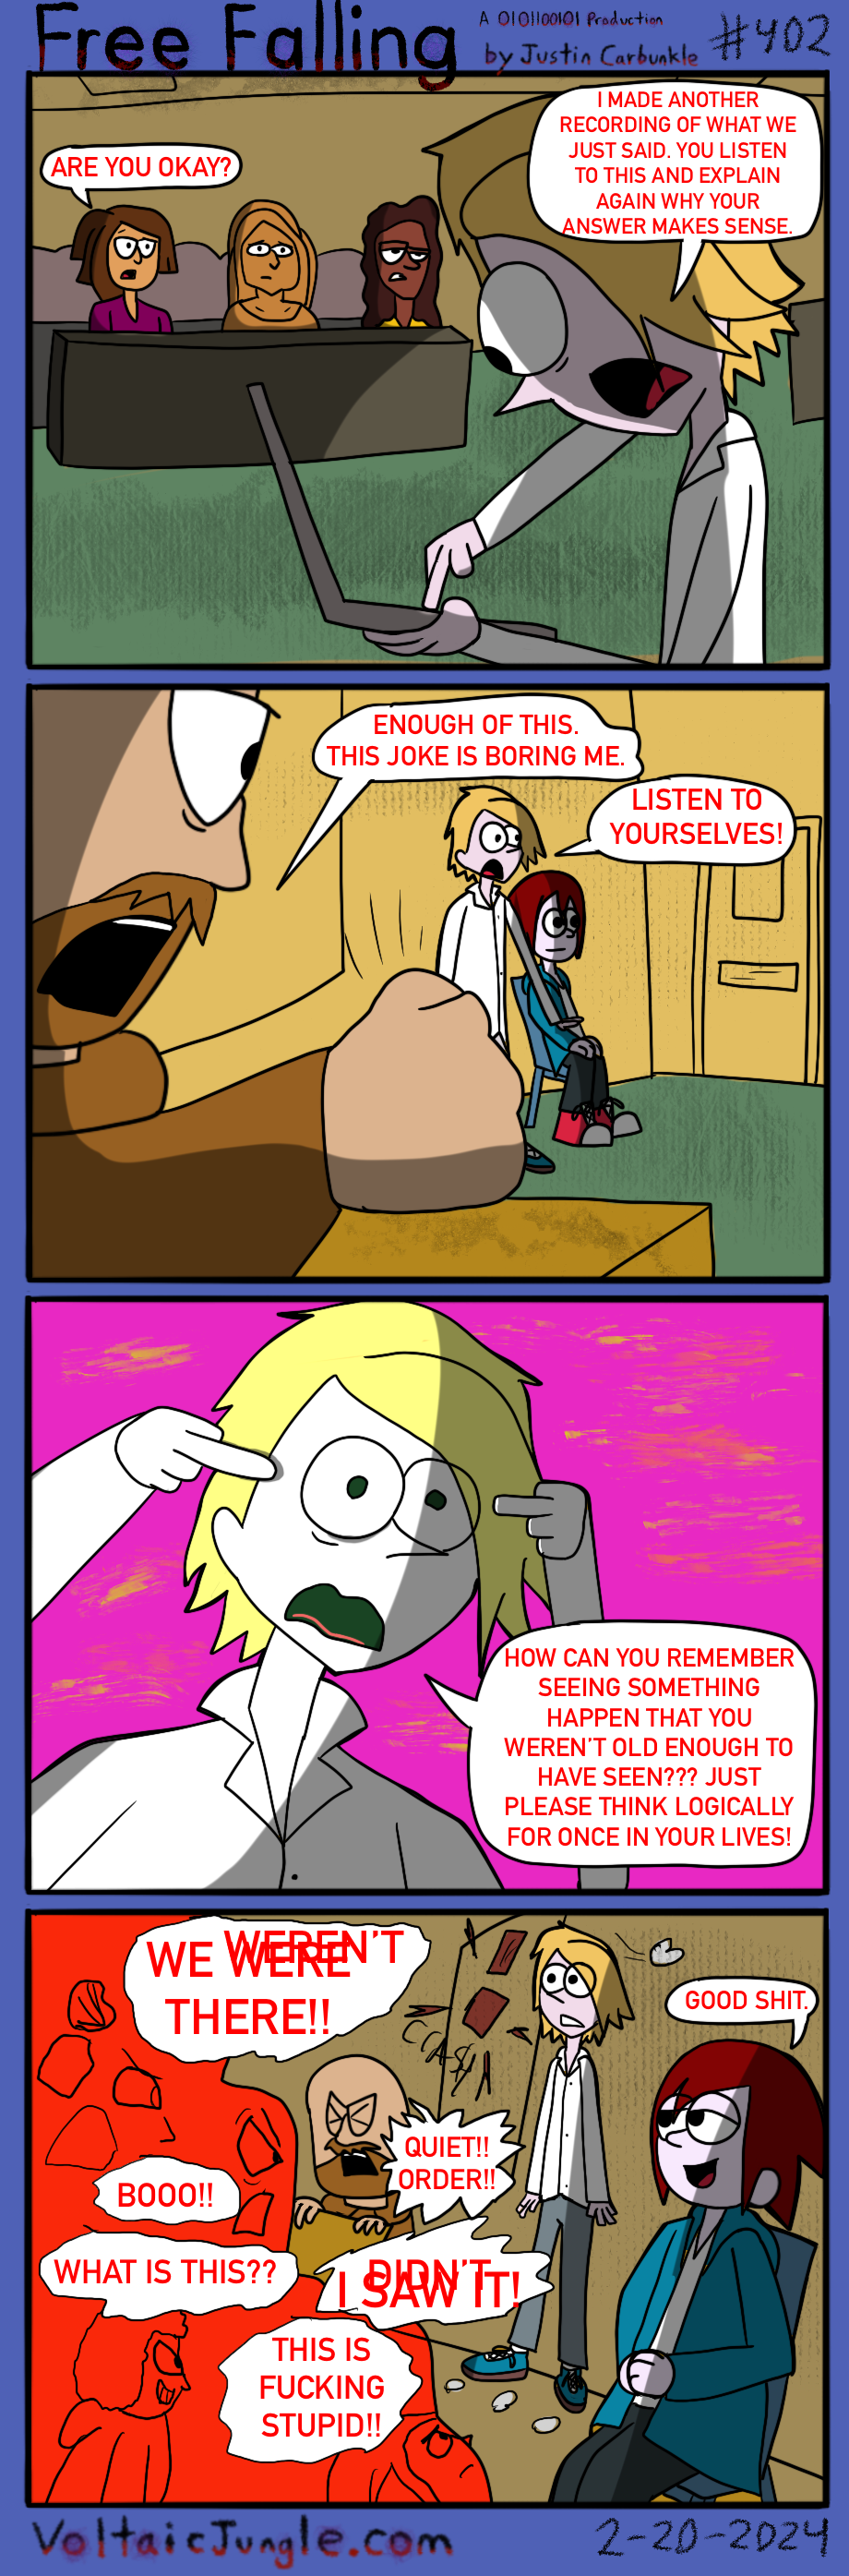 Free Falling
A 0101100101 Production
by Justin Carbunkle
#402
ARE YOU OKAY?
I MADE ANOTHER
RECORDING OF WHAT WE
JUST SAID. YOU LISTEN
TO THIS AND EXPLAIN
AGAIN WHY YOUR
ANSWER MAKES SENSE.
ENOUGH OF THIS.
THIS JOKE IS BORING ME.
LISTEN TO
YOURSELVES!
HOW CAN YOU REMEMBER
SEEING SOMETHING
HAPPEN THAT YOU
WEREN'T OLD ENOUGH TO
HAVE SEEN??? JUST
PLEASE THINK LOGICALLY
FOR ONCE IN YOUR LIVES!
WEREN'T
WE WERE
THERE!!
GOOD SHIT.
QUIET!!
ORDER!!
BOOO!!
WHAT IS THIS??
DIDN'T
I SAW IT!
THIS IS
FUCKING
STUPID!!
VoltaicJungle.com
2-20-2024